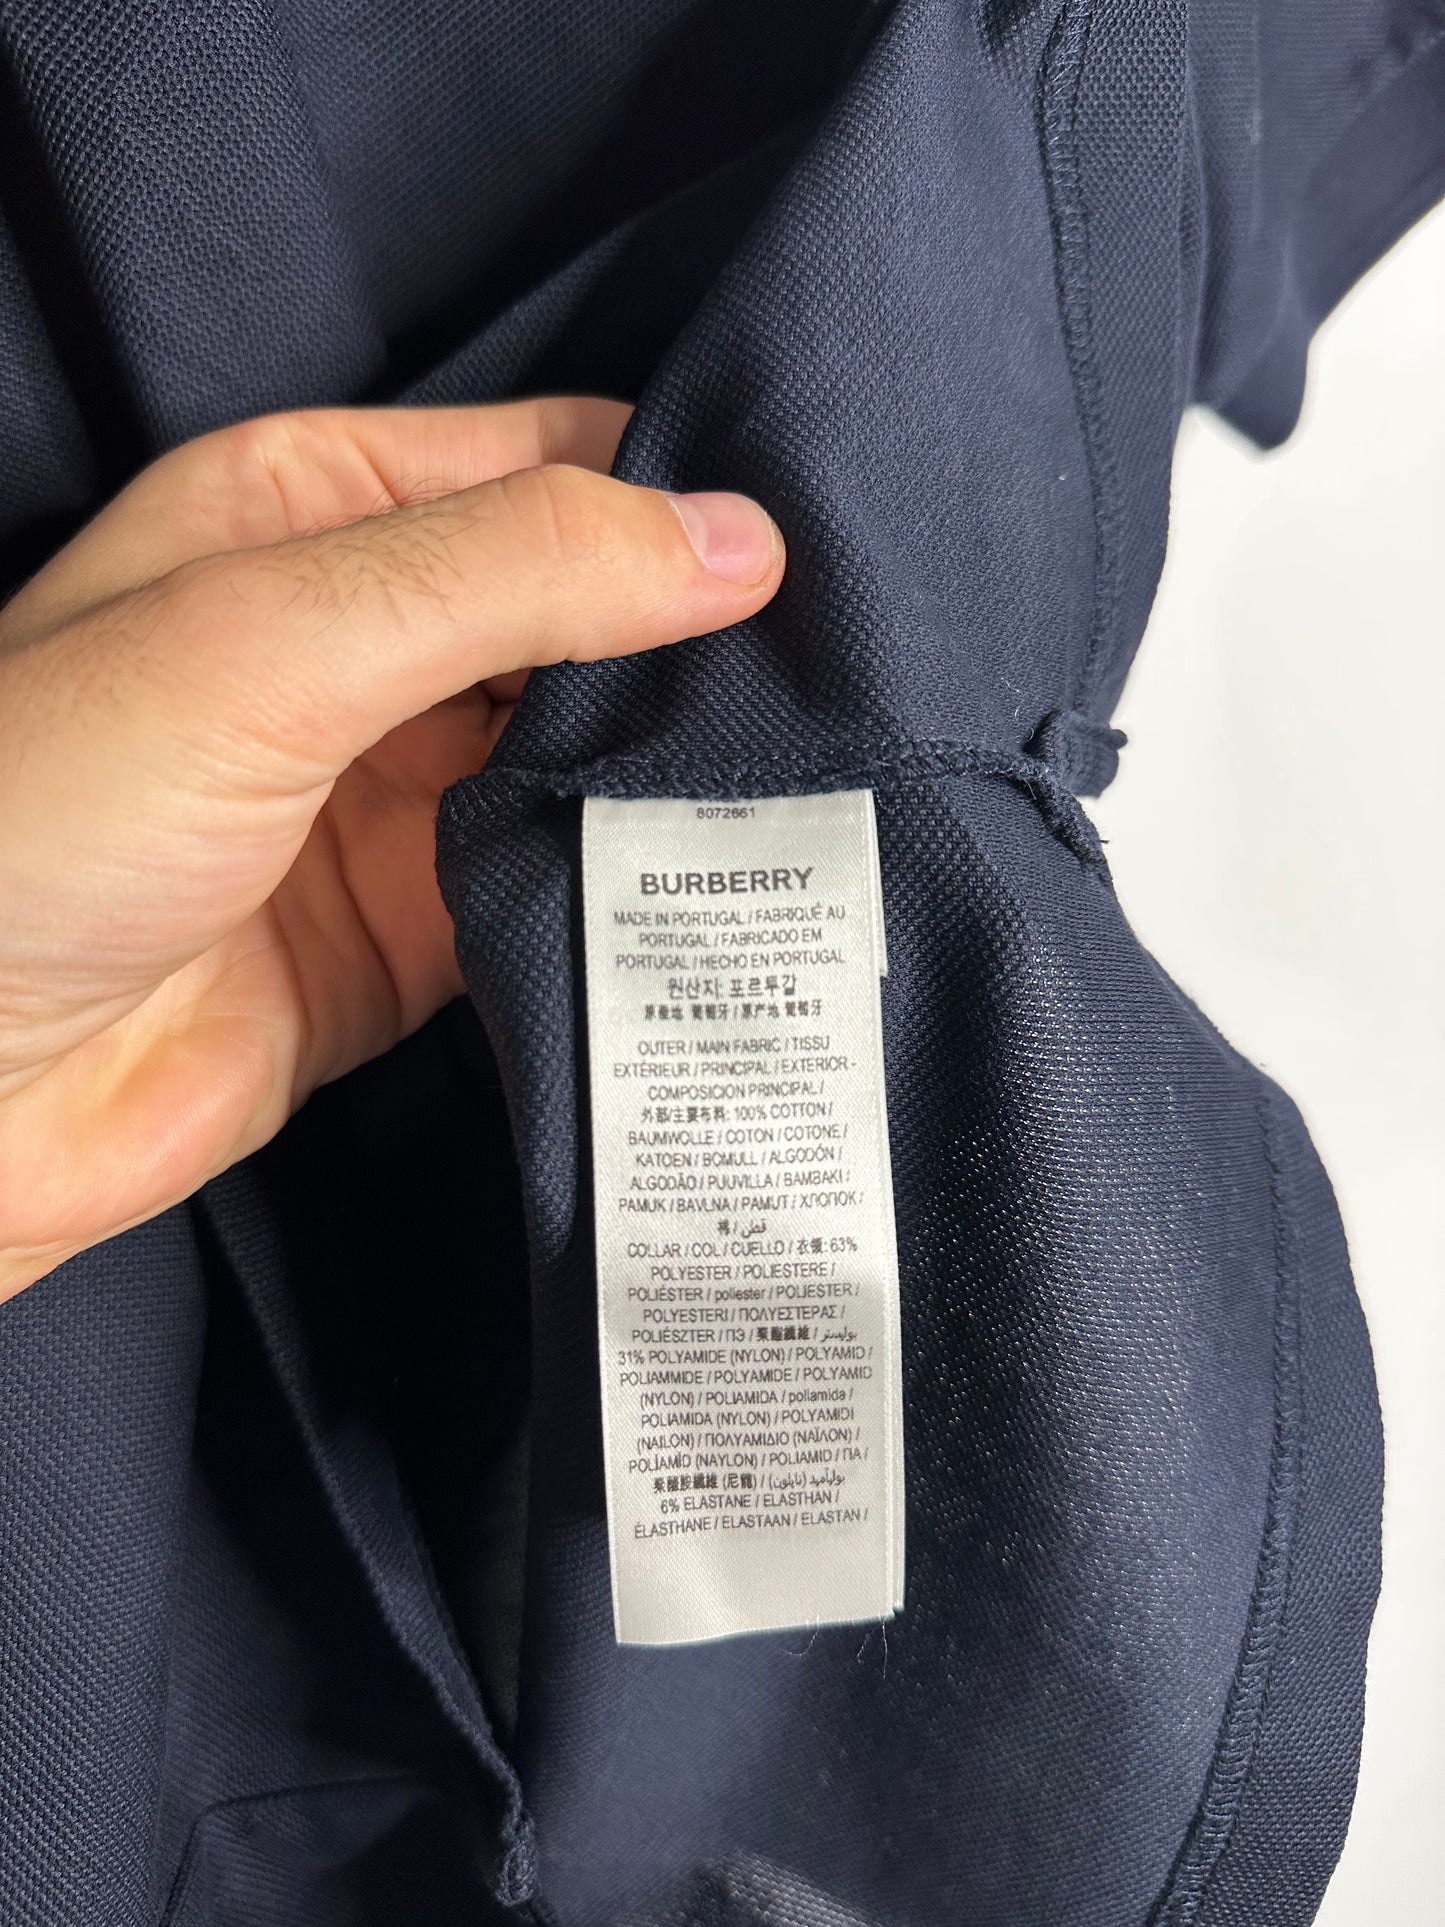 8072661
BURBERRY
MADE IN PORTUGAL / FABRIQUÉ AU
PORTUGAL / FABRICADO EM
PORTUGAL / HECHO EN PORTUGAL
원산지: 포르투갈
原產地 葡萄牙 / 原产地 葡萄牙
OUTER / MAIN FABRIC / TISSU
EXTÉRIEUR / PRINCIPAL / EXTERIOR -
COMPOSICION PRINCIPAL /
外部/主要布料: 100% COTTON /
BAUMWOLLE / COTON / COTONE /
KATOEN / BOMULL / ALGODÓN /
ALGODÃO / PUUVILLA / ΒΑΜΒΑΚΙ /
PAMUK / BAVLNA / PAMUT / ХЛОПОК /
棉 / قطن
COLLAR / COL / CUELLO / 衣領: 63%
POLYESTER / POLIESTERE /
POLIÉSTER / poliester / POLIESTER /
POLYESTERI / ΠΟΛΥΕΣΤΕΡΑΣ /
POLIÉSZTER / ПЭ / 聚酯纖維 / بوليستر
31% POLYAMIDE (NYLON) / POLYAMID /
POLIAMMIDE / POLYAMIDE / POLYAMID
(NYLON) / POLIAMIDA / poliamida /
POLIAMIDA (NYLON) / POLYAMIDI
(NAILON) / ΠΟΛΥΑΜΙΔΙΟ (ΝΑΪΛΟΝ) /
POLİAMİD (NAYLON) / POLIAMID / ПА /
聚醯胺纖維 (尼龍) / بولياميد (نايلون)
6% ELASTANE / ELASTHAN /
ÉLASTHANE / ELASTAAN / ELASTAN /